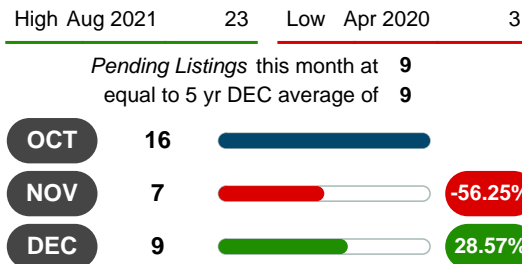 High Aug 2021 23 Low Apr 2020 3
Pending Listings this month at 9
equal to 5 yr DEC average of 9
OCT 16
NOV 7 -56.25%
DEC 9 28.57%